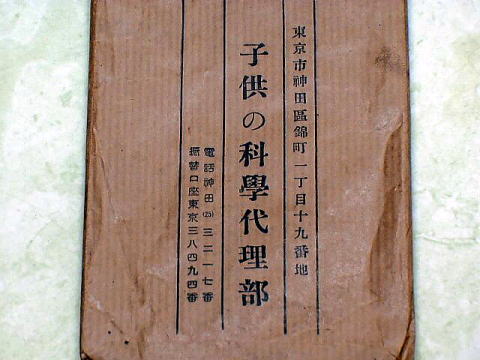 東京市神田區錦町一丁目十九番地
子供の科學代理部
電話神田㈣三二一七番
振替口座東京三八四九四番